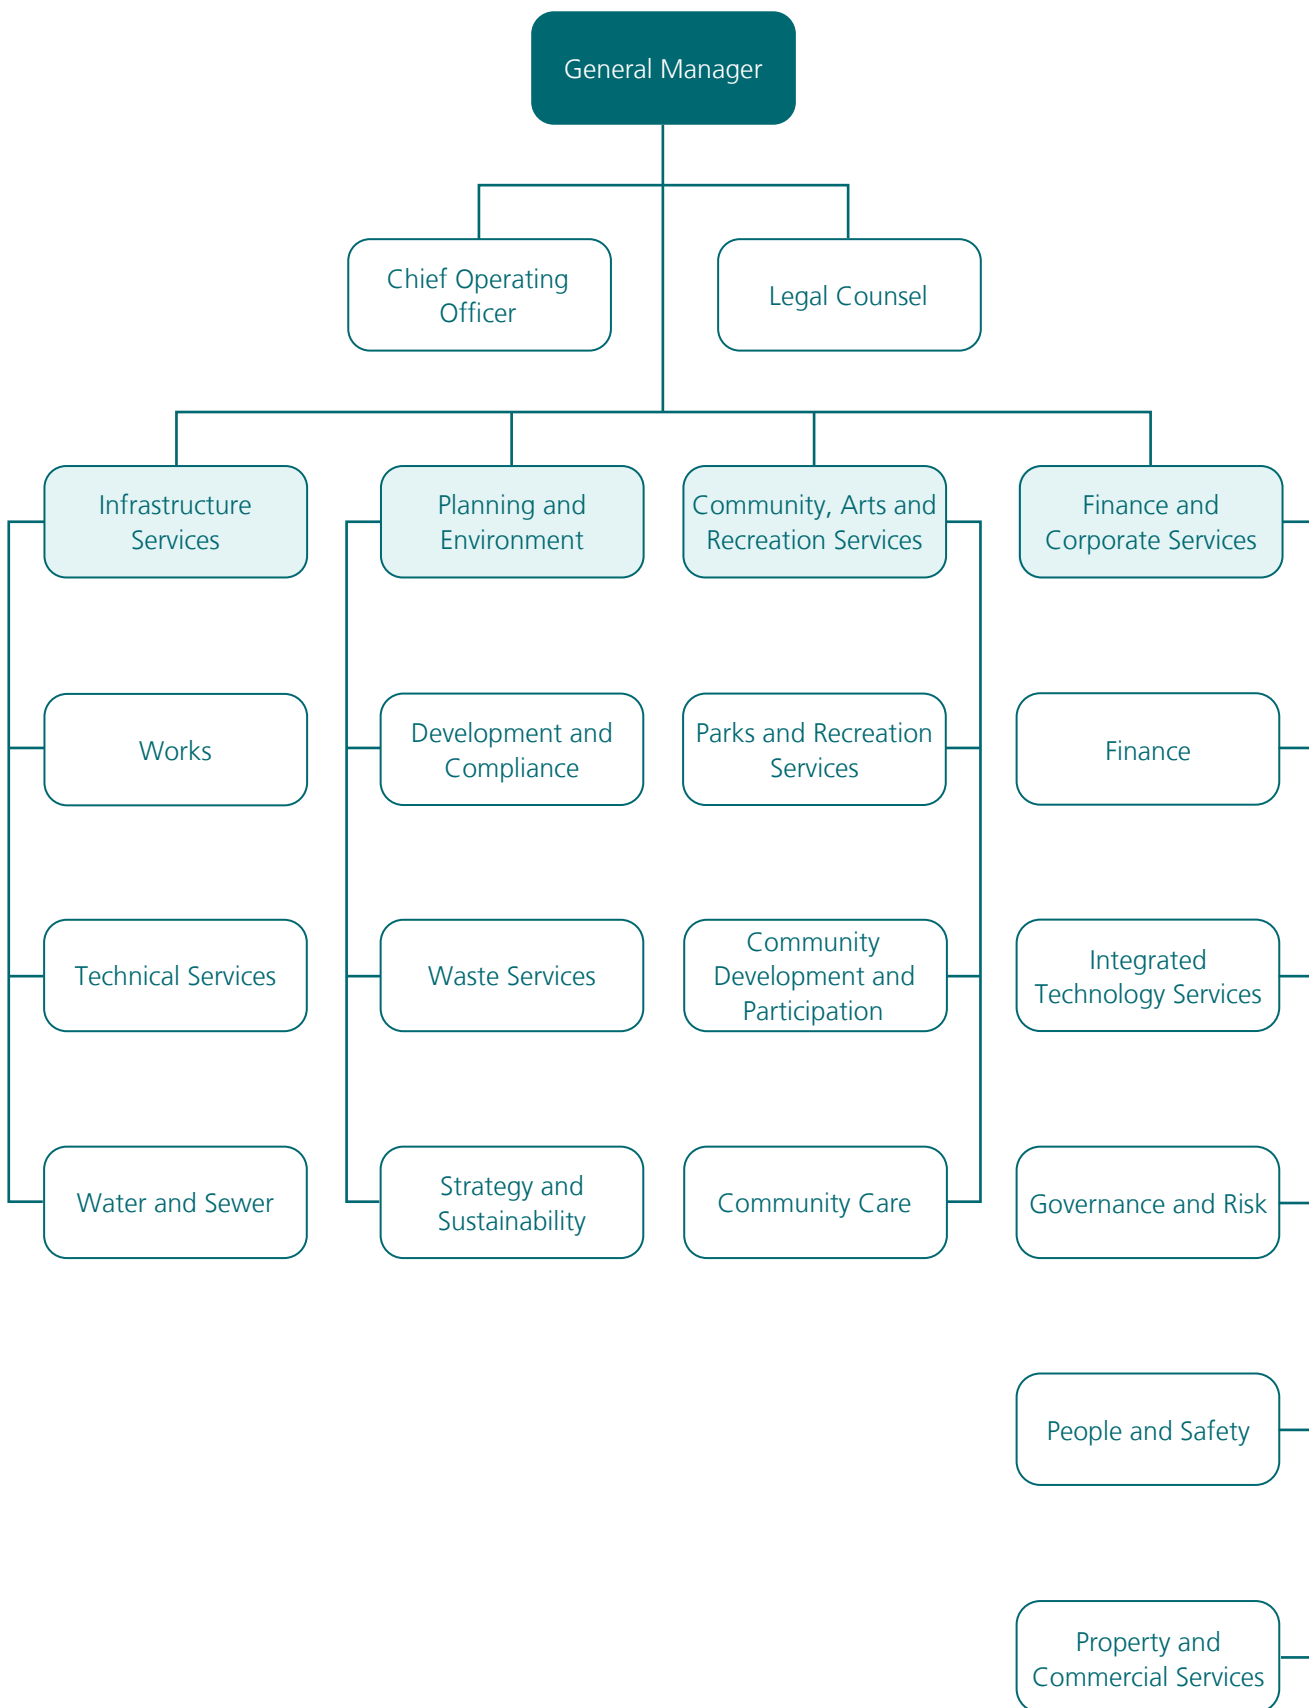 General Manager
Chief Operating
Officer
Legal Counsel
Infrastructure
Services
Planning and
Environment
Community, Arts and
Recreation Services
Finance and
Corporate Services
Works
Development and
Compliance
Parks and Recreation
Services
Finance
Technical Services
Waste Services
Community
Development and
Participation
Integrated
Technology Services
Water and Sewer
Strategy and
Sustainability
Community Care
Governance and Risk
People and Safety
Property and
Commercial Services